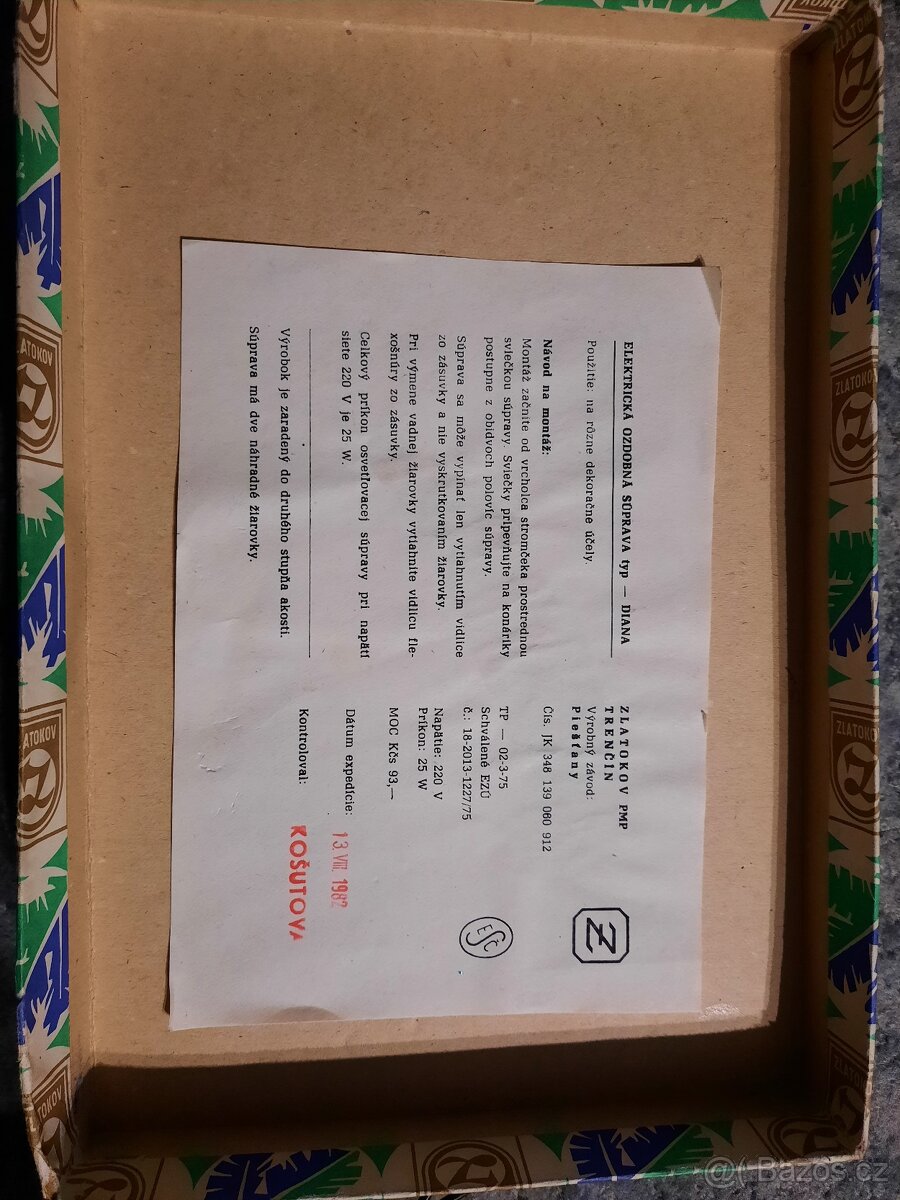 ELEKTRICKÁ OZDOBNÁ SÚPRAVA typ — DIANA
Použitie: na rôzne dekoračne účely.
Návod na montáž:
Montáž začnite od vrcholca stromčeka prostrednou
sviečkou súpravy. Sviečky pripevňujte na konáriky
postupne z obidvoch polovíc súpravy.
Súprava sa môže vypínať len vytiahnutím vidlice
zo zásuvky a nie vyskrutkovaním žiarovky.
Pri výmene vadnej žiarovky vytiahnite vidlicu fle-
xošnúry zo zásuvky.
Celkový príkon osvetľovacej súpravy pri napätí
siete 220 V je 25 W.
Výrobok je zaradený do druhého stupňa akosti.
Súprava má dve náhradné žiarovky.
ZLATOKOV PMP
TRENČÍN
Výrobný závod:
Piešťany
Z
Čís. JK 348 139 060 912
TP — 02-3-75
Schválené EZÚ
č.: 18-2013-1227/75
ESČ
Napätie: 220 V
Príkon: 25 W
MOC Kčs 93,—
Dátum expedície: 13.VIII.1982
Kontroloval: KOŠUTOVA
ZLATOKOV
ZLATOKOV
ZLATOKOV
ZLATOKOV
Bazos.cz